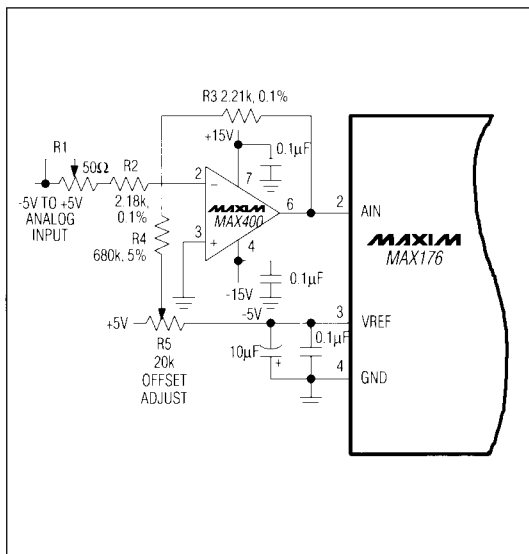 R3 2.21k, 0.1%
+15V
0.1µF
R1
50Ω
R2
2
7
6
2
AIN
-5V TO +5V
ANALOG
INPUT
2.18k,
0.1%
R4
680k, 5%
MAXIM
MAX400
3
4
MAXIM
MAX176
-15V
0.1µF
+5V
-5V
3
VREF
R5
20k
OFFSET
ADJUST
10µF
0.1µF
4
GND
−
+
+